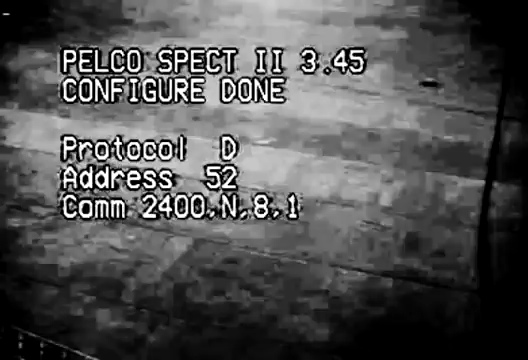 PELCO SPECT II 3.45
CONFIGURE DONE
Protocol D
Address 52
Comm 2400,N,8,1